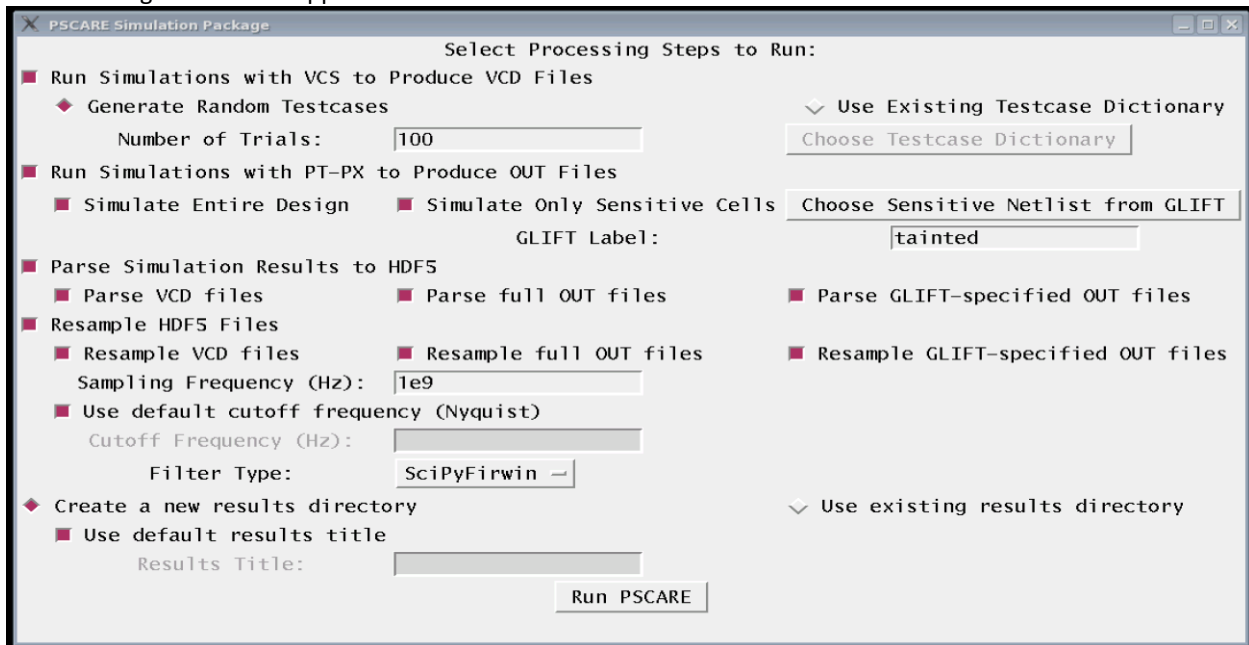 PSCARE Simulation Package
Select Processing Steps to Run:
Run Simulations with VCS to Produce VCD Files
Generate Random Testcases Use Existing Testcase Dictionary
Number of Trials: 100 Choose Testcase Dictionary
Run Simulations with PT-PX to Produce OUT Files
Simulate Entire Design Simulate Only Sensitive Cells Choose Sensitive Netlist from GLIFT
GLIFT Label: tainted
Parse Simulation Results to HDF5
Parse VCD files Parse full OUT files Parse GLIFT-specified OUT files
Resample HDF5 Files
Resample VCD files Resample full OUT files Resample GLIFT-specified OUT files
Sampling Frequency (Hz): 1e9
Use default cutoff frequency (Nyquist)
Cutoff Frequency (Hz):
Filter Type: SciPyFirwin
Create a new results directory Use existing results directory
Use default results title
Results Title:
Run PSCARE